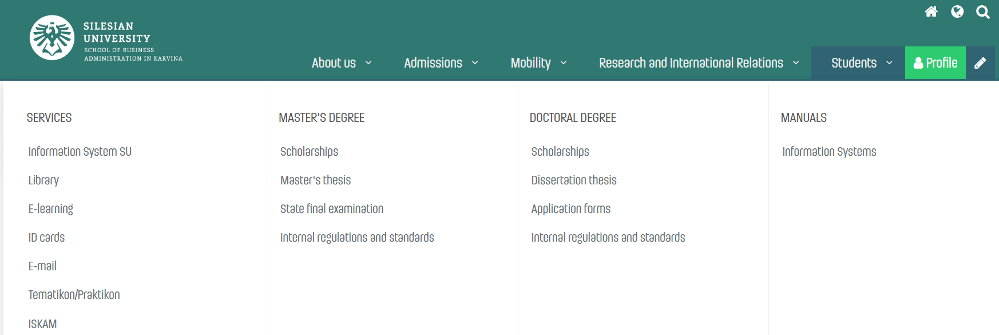 SILESIAN
UNIVERSITY
SCHOOL OF BUSINESS
ADMINISTRATION IN KARVINA
About us
Admissions
Mobility
Research and International Relations
Students
Profile
SERVICES
Information System SU
Library
E-learning
ID cards
E-mail
Tematikon/Praktikon
ISKAM
MASTER'S DEGREE
Scholarships
Master's thesis
State final examination
Internal regulations and standards
DOCTORAL DEGREE
Scholarships
Dissertation thesis
Application forms
Internal regulations and standards
MANUALS
Information Systems